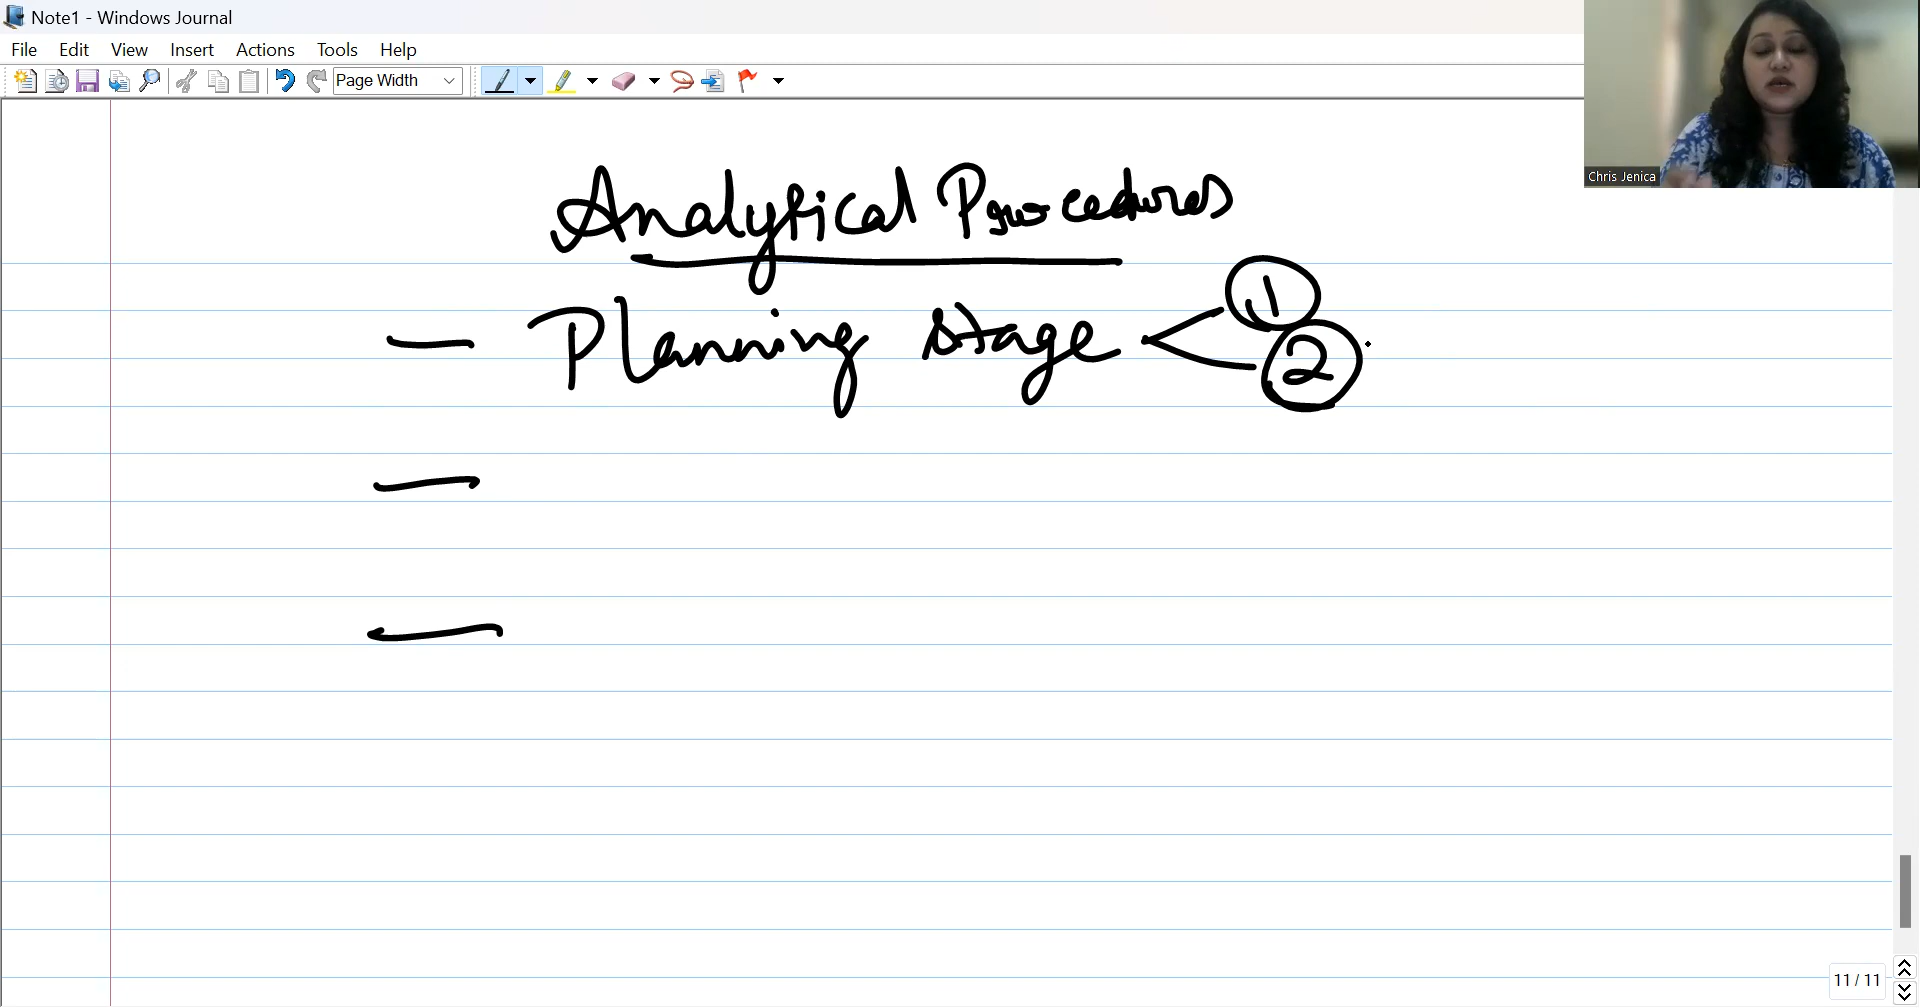 Note1 - Windows Journal
File Edit View Insert Actions Tools Help
Page Width
Chris Jenica
Analytical Procedures
— Planning stage < 1
2
—
—
11 / 11